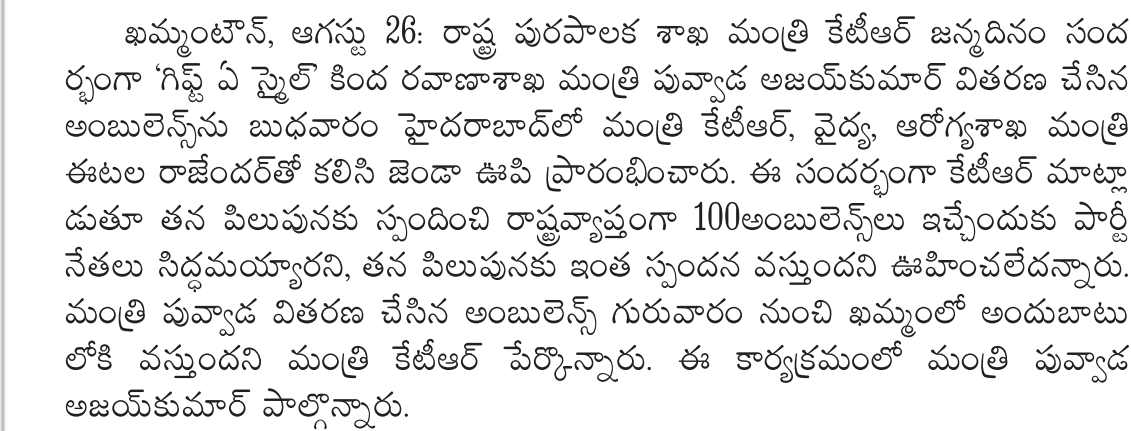 ఖమ్మంటౌన్, ఆగస్టు 26: రాష్ట్ర పురపాలక శాఖ మంత్రి కేటీఆర్ జన్మదినం సంద
ర్భంగా ‘గిఫ్ట్ ఏ స్మైల్’ కింద రవాణాశాఖ మంత్రి పువ్వాడ అజయ్‌కుమార్ వితరణ చేసిన
అంబులెన్స్‌ను బుధవారం హైదరాబాద్‌లో మంత్రి కేటీఆర్, వైద్య, ఆరోగ్యశాఖ మంత్రి
ఈటల రాజేందర్‌తో కలిసి జెండా ఊపి ప్రారంభించారు. ఈ సందర్భంగా కేటీఆర్ మాట్లా
డుతూ తన పిలుపునకు స్పందించి రాష్ట్రవ్యాప్తంగా 100అంబులెన్స్‌లు ఇచ్చేందుకు పార్టీ
నేతలు సిద్ధమయ్యారని, తన పిలుపునకు ఇంత స్పందన వస్తుందని ఊహించలేదన్నారు.
మంత్రి పువ్వాడ వితరణ చేసిన అంబులెన్స్ గురువారం నుంచి ఖమ్మంలో అందుబాటు
లోకి వస్తుందని మంత్రి కేటీఆర్ పేర్కొన్నారు. ఈ కార్యక్రమంలో మంత్రి పువ్వాడ
అజయ్‌కుమార్ పాల్గొన్నారు.